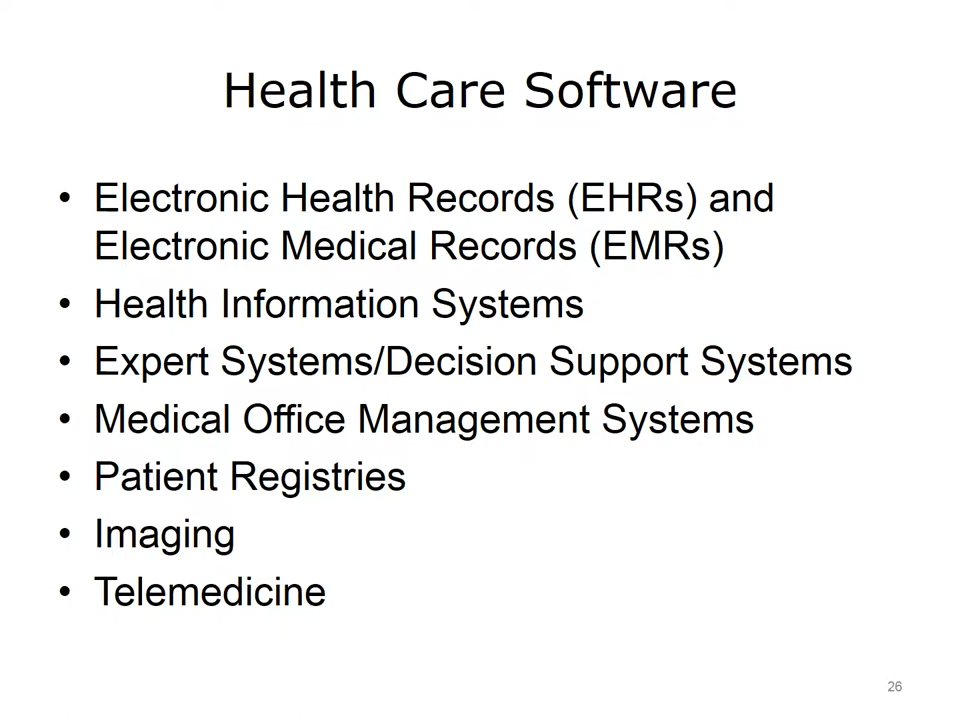 Health Care Software
• Electronic Health Records (EHRs) and
Electronic Medical Records (EMRs)
• Health Information Systems
• Expert Systems/Decision Support Systems
• Medical Office Management Systems
• Patient Registries
• Imaging
• Telemedicine
26